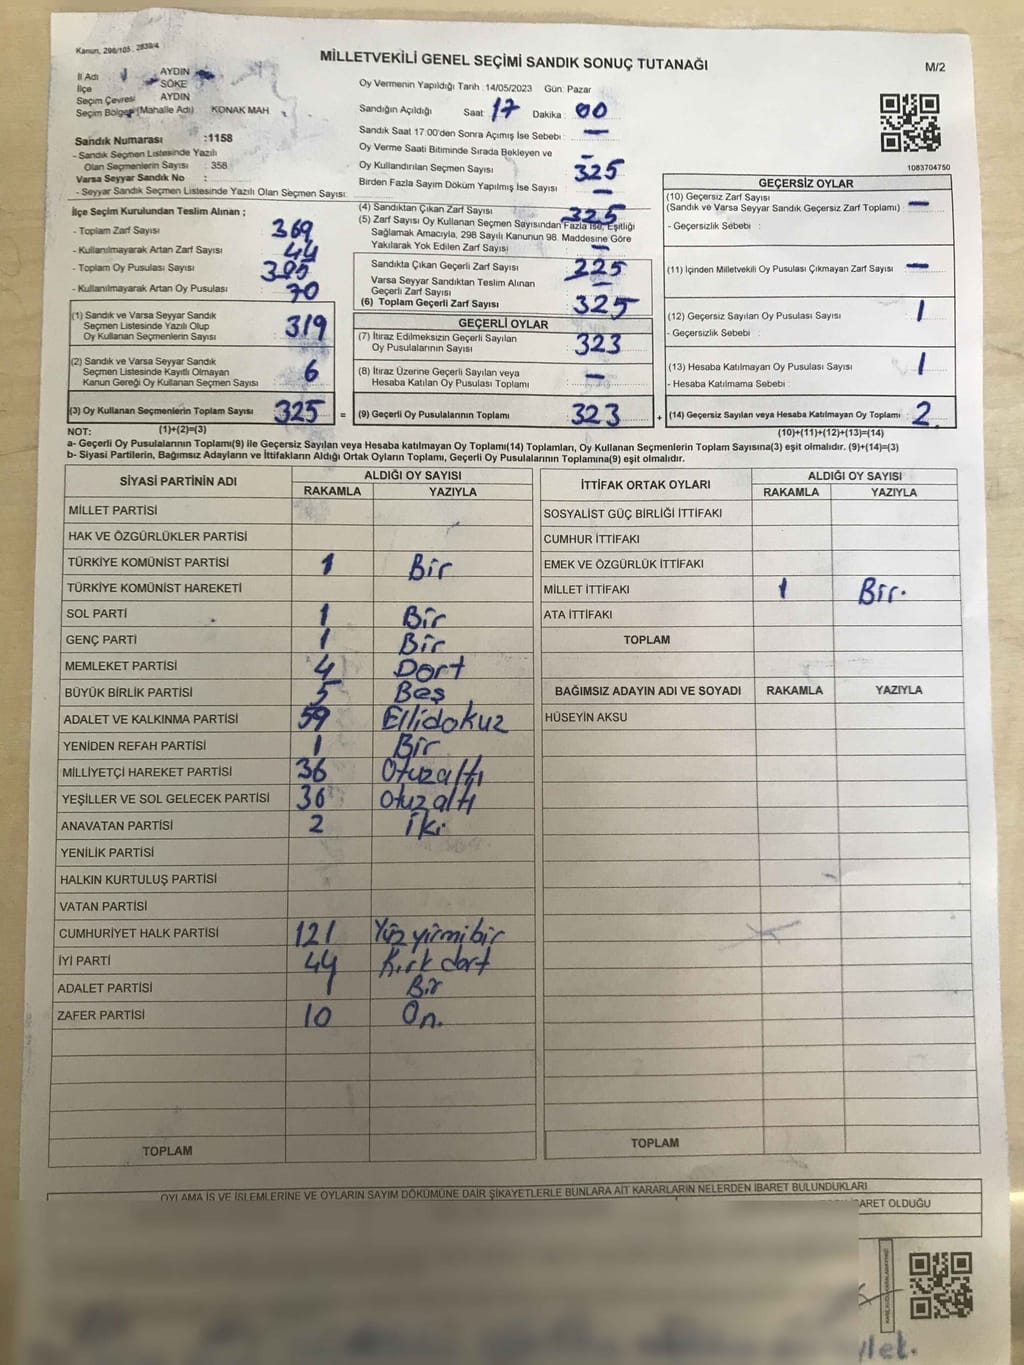 Kanun, 298/105, 2839/4
MİLLETVEKİLİ GENEL SEÇİMİ SANDIK SONUÇ TUTANAĞI
M/2
İl Adı AYDIN
İlçe SÖKE
Seçim Çevresi AYDIN
Seçim Bölgesi (Mahalle Adı) KONAK MAH
Sandık Numarası :1158
- Sandık Seçmen Listesinde Yazılı
Olan Seçmenlerin Sayısı : 358
Varsa Seyyar Sandık No :
- Seyyar Sandık Seçmen Listesinde Yazılı Olan Seçmen Sayısı:
Oy Vermenin Yapıldığı Tarih : 14/05/2023 Gün: Pazar
Sandığın Açıldığı Saat : 17 Dakika : 00
Sandık Saat 17:00'den Sonra Açımış İse Sebebi : —
Oy Verme Saati Bitiminde Sırada Bekleyen ve
Oy Kullandırılan Seçmen Sayısı –
325
Birden Fazla Sayım Döküm Yapılmış İse Sayısı : —
1083704750
İlçe Seçim Kurulundan Teslim Alınan ;
- Toplam Zarf Sayısı : 369
- Kullanılmayarak Artan Zarf Sayısı : 44
- Toplam Oy Pusulası Sayısı : 395
- Kullanılmayarak Artan Oy Pusulası : 70
(1) Sandık ve Varsa Seyyar Sandık
Seçmen Listesinde Yazılı Olup
Oy Kullanan Seçmenlerin Sayısı : 319
(2) Sandık ve Varsa Seyyar Sandık
Seçmen Listesinde Kayıtlı Olmayan
Kanun Gereği Oy Kullanan Seçmen Sayısı : 6
(3) Oy Kullanan Seçmenlerin Toplam Sayısı : 325 =
(4) Sandıktan Çıkan Zarf Sayısı : 325
(5) Zarf Sayısı Oy Kullanan Seçmen Sayısından Fazla İse, Eşitliği
Sağlamak Amacıyla, 298 Sayılı Kanunun 98. Maddesine Göre
Yakılarak Yok Edilen Zarf Sayısı : —
Sandıkta Çıkan Geçerli Zarf Sayısı : 225
Varsa Seyyar Sandıktan Teslim Alınan
Geçerli Zarf Sayısı :
(6) Toplam Geçerli Zarf Sayısı : 325
GEÇERLİ OYLAR
(7) İtiraz Edilmeksizin Geçerli Sayılan
Oy Pusulalarının Sayısı : 323
(8) İtiraz Üzerine Geçerli Sayılan veya
Hesaba Katılan Oy Pusulası Toplamı : —
(9) Geçerli Oy Pusulalarının Toplamı : 323 +
GEÇERSİZ OYLAR
(10) Geçersiz Zarf Sayısı
(Sandık ve Varsa Seyyar Sandık Geçersiz Zarf Toplamı) : —
- Geçersizlik Sebebi :
(11) İçinden Milletvekili Oy Pusulası Çıkmayan Zarf Sayısı : —
(12) Geçersiz Sayılan Oy Pusulası Sayısı : 1
- Geçersizlik Sebebi :
(13) Hesaba Katılmayan Oy Pusulası Sayısı : 1
- Hesaba Katılmama Sebebi :
(14) Geçersiz Sayılan veya Hesaba Katılmayan Oy Toplamı : 2
NOT: (1)+(2)=(3)
(10)+(11)+(12)+(13)=(14)
a- Geçerli Oy Pusulalarının Toplamı(9) ile Geçersiz Sayılan veya Hesaba katılmayan Oy Toplamı(14) Toplamları, Oy Kullanan Seçmenlerin Toplam Sayısına(3) eşit olmalıdır. (9)+(14)=(3)
b- Siyasi Partilerin, Bağımsız Adayların ve İttifakların Aldığı Ortak Oyların Toplamı, Geçerli Oy Pusulalarının Toplamına(9) eşit olmalıdır.
SİYASİ PARTİNİN ADI ALDIĞI OY SAYISI
RAKAMLA YAZIYLA
MİLLET PARTİSİ
HAK VE ÖZGÜRLÜKLER PARTİSİ
TÜRKİYE KOMÜNİST PARTİSİ 1 Bir
TÜRKİYE KOMÜNİST HAREKETİ
SOL PARTİ 1 Bir
GENÇ PARTİ 1 Bir
MEMLEKET PARTİSİ 4 Dört
BÜYÜK BİRLİK PARTİSİ 5 Beş
ADALET VE KALKINMA PARTİSİ 59 Ellidokuz
YENİDEN REFAH PARTİSİ 1 Bir
MİLLİYETÇİ HAREKET PARTİSİ 36 Otuzaltı
YEŞİLLER VE SOL GELECEK PARTİSİ 36 Otuzaltı
ANAVATAN PARTİSİ 2 İki
YENİLİK PARTİSİ
HALKIN KURTULUŞ PARTİSİ
VATAN PARTİSİ
CUMHURİYET HALK PARTİSİ 121 Yüzyirmibir
İYİ PARTİ 44 Kırkdört
ADALET PARTİSİ 1 Bir
ZAFER PARTİSİ 10 On.
TOPLAM
İTTİFAK ORTAK OYLARI ALDIĞI OY SAYISI
RAKAMLA YAZIYLA
SOSYALİST GÜÇ BİRLİĞİ İTTİFAKI
CUMHUR İTTİFAKI
EMEK VE ÖZGÜRLÜK İTTİFAKI
MİLLET İTTİFAKI 1 Bir.
ATA İTTİFAKI
TOPLAM
BAĞIMSIZ ADAYIN ADI VE SOYADI RAKAMLA YAZIYLA
HÜSEYİN AKSU
TOPLAM
OYLAMA İŞ VE İŞLEMLERİNE VE OYLARIN SAYIM DÖKÜMÜNE DAİR ŞİKAYETLERLE BUNLARA AİT KARARLARIN NELERDEN İBARET BULUNDUKLARI
BARET OLDUĞU